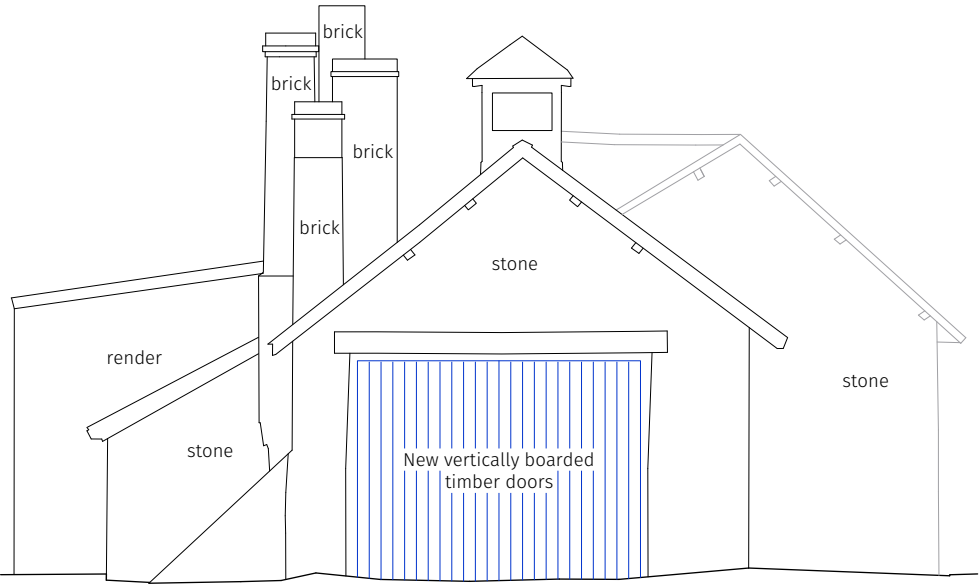 brick
brick
brick
brick
stone
render
stone
stone
New vertically boarded
timber doors